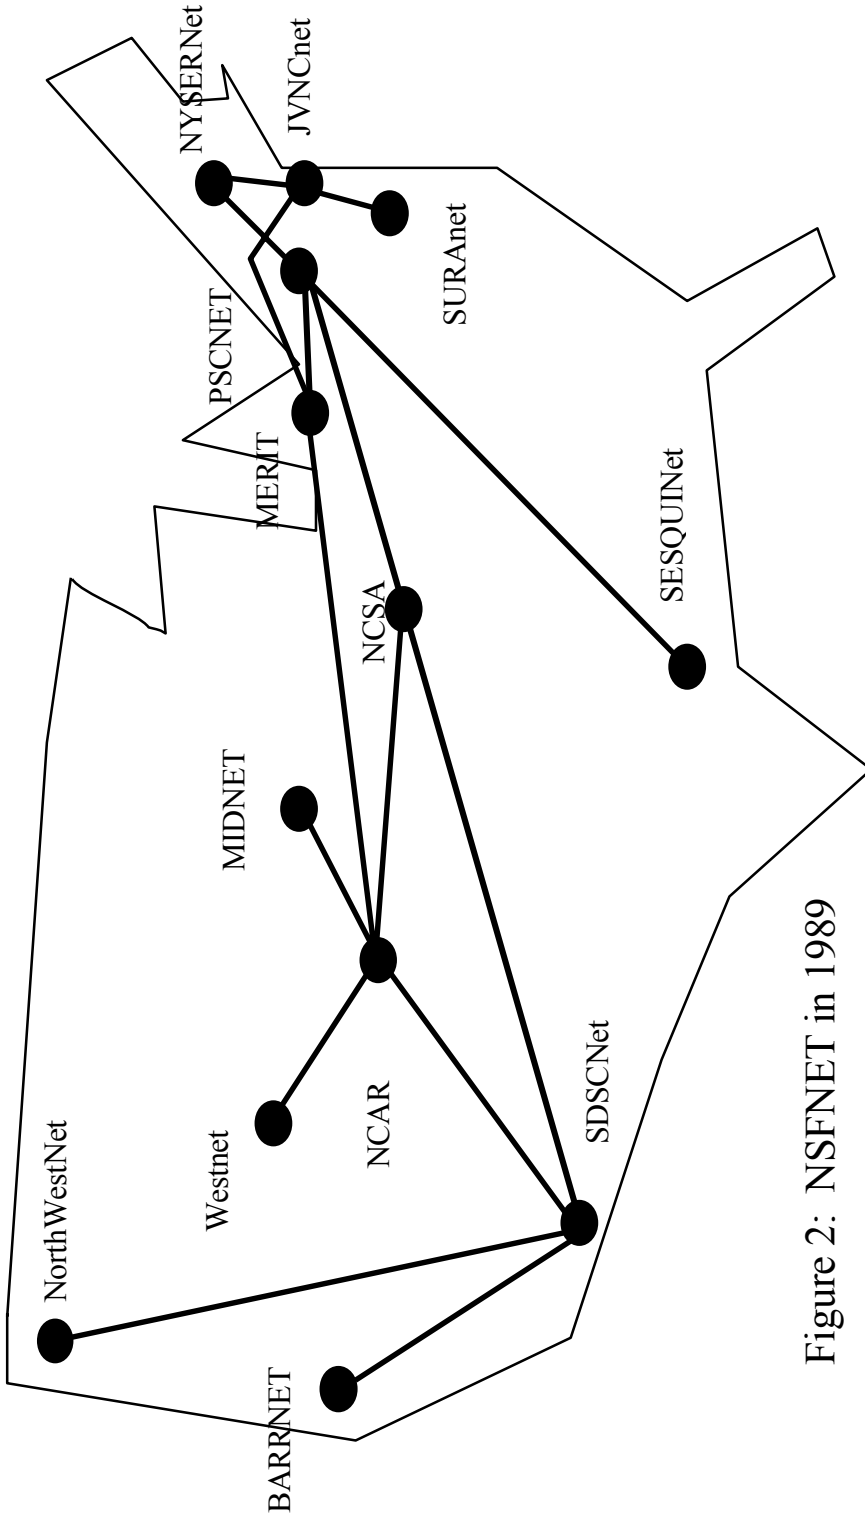 NorthWestNet
BARRNET
Westnet
NCAR
SDSCNet
MIDNET
NCSA
SESQUINet
MERIT
PSCNET
SURAnet
NYSERNet
JVNCnet
Figure 2: NSFNET in 1989